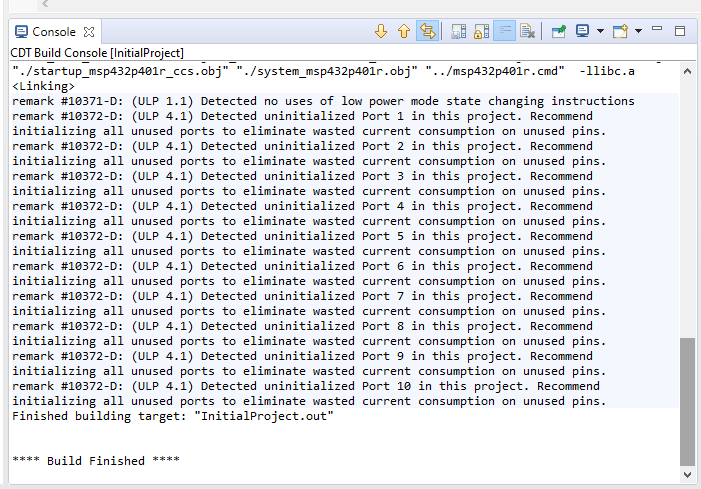 Console
CDT Build Console [InitialProject]
"./startup_msp432p401r_ccs.obj" "./system_msp432p401r.obj" "../msp432p401r.cmd"  -llibc.a
<Linking>
remark #10371-D: (ULP 1.1) Detected no uses of low power mode state changing instructions
remark #10372-D: (ULP 4.1) Detected uninitialized Port 1 in this project. Recommend
initializing all unused ports to eliminate wasted current consumption on unused pins.
remark #10372-D: (ULP 4.1) Detected uninitialized Port 2 in this project. Recommend
initializing all unused ports to eliminate wasted current consumption on unused pins.
remark #10372-D: (ULP 4.1) Detected uninitialized Port 3 in this project. Recommend
initializing all unused ports to eliminate wasted current consumption on unused pins.
remark #10372-D: (ULP 4.1) Detected uninitialized Port 4 in this project. Recommend
initializing all unused ports to eliminate wasted current consumption on unused pins.
remark #10372-D: (ULP 4.1) Detected uninitialized Port 5 in this project. Recommend
initializing all unused ports to eliminate wasted current consumption on unused pins.
remark #10372-D: (ULP 4.1) Detected uninitialized Port 6 in this project. Recommend
initializing all unused ports to eliminate wasted current consumption on unused pins.
remark #10372-D: (ULP 4.1) Detected uninitialized Port 7 in this project. Recommend
initializing all unused ports to eliminate wasted current consumption on unused pins.
remark #10372-D: (ULP 4.1) Detected uninitialized Port 8 in this project. Recommend
initializing all unused ports to eliminate wasted current consumption on unused pins.
remark #10372-D: (ULP 4.1) Detected uninitialized Port 9 in this project. Recommend
initializing all unused ports to eliminate wasted current consumption on unused pins.
remark #10372-D: (ULP 4.1) Detected uninitialized Port 10 in this project. Recommend
initializing all unused ports to eliminate wasted current consumption on unused pins.
Finished building target: "InitialProject.out"
**** Build Finished ****